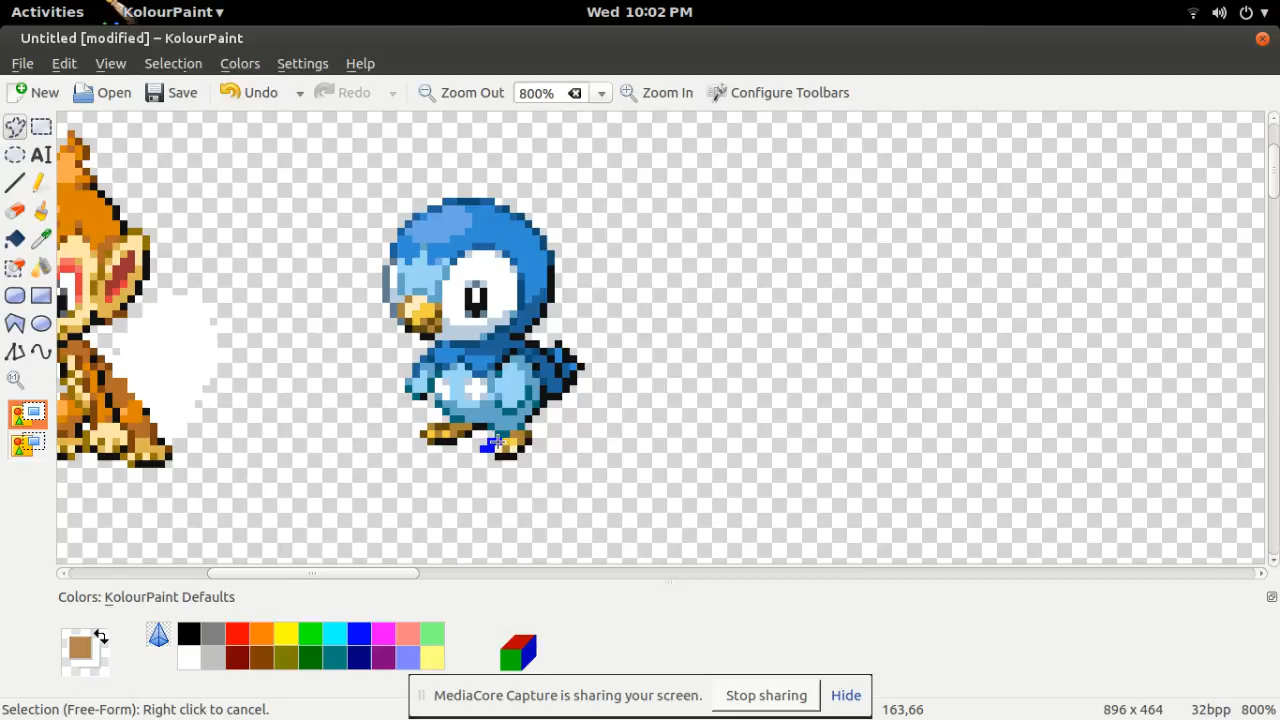 Activities KolourPaint ▾ Wed 10:02 PM
Untitled [modified] – KolourPaint
File Edit View Selection Colors Settings Help
New Open Save Undo Redo Zoom Out 800% Zoom In Configure Toolbars
AI
Colors: KolourPaint Defaults
MediaCore Capture is sharing your screen. Stop sharing Hide
Selection (Free-Form): Right click to cancel. 163,66 896 x 464 32bpp 800%